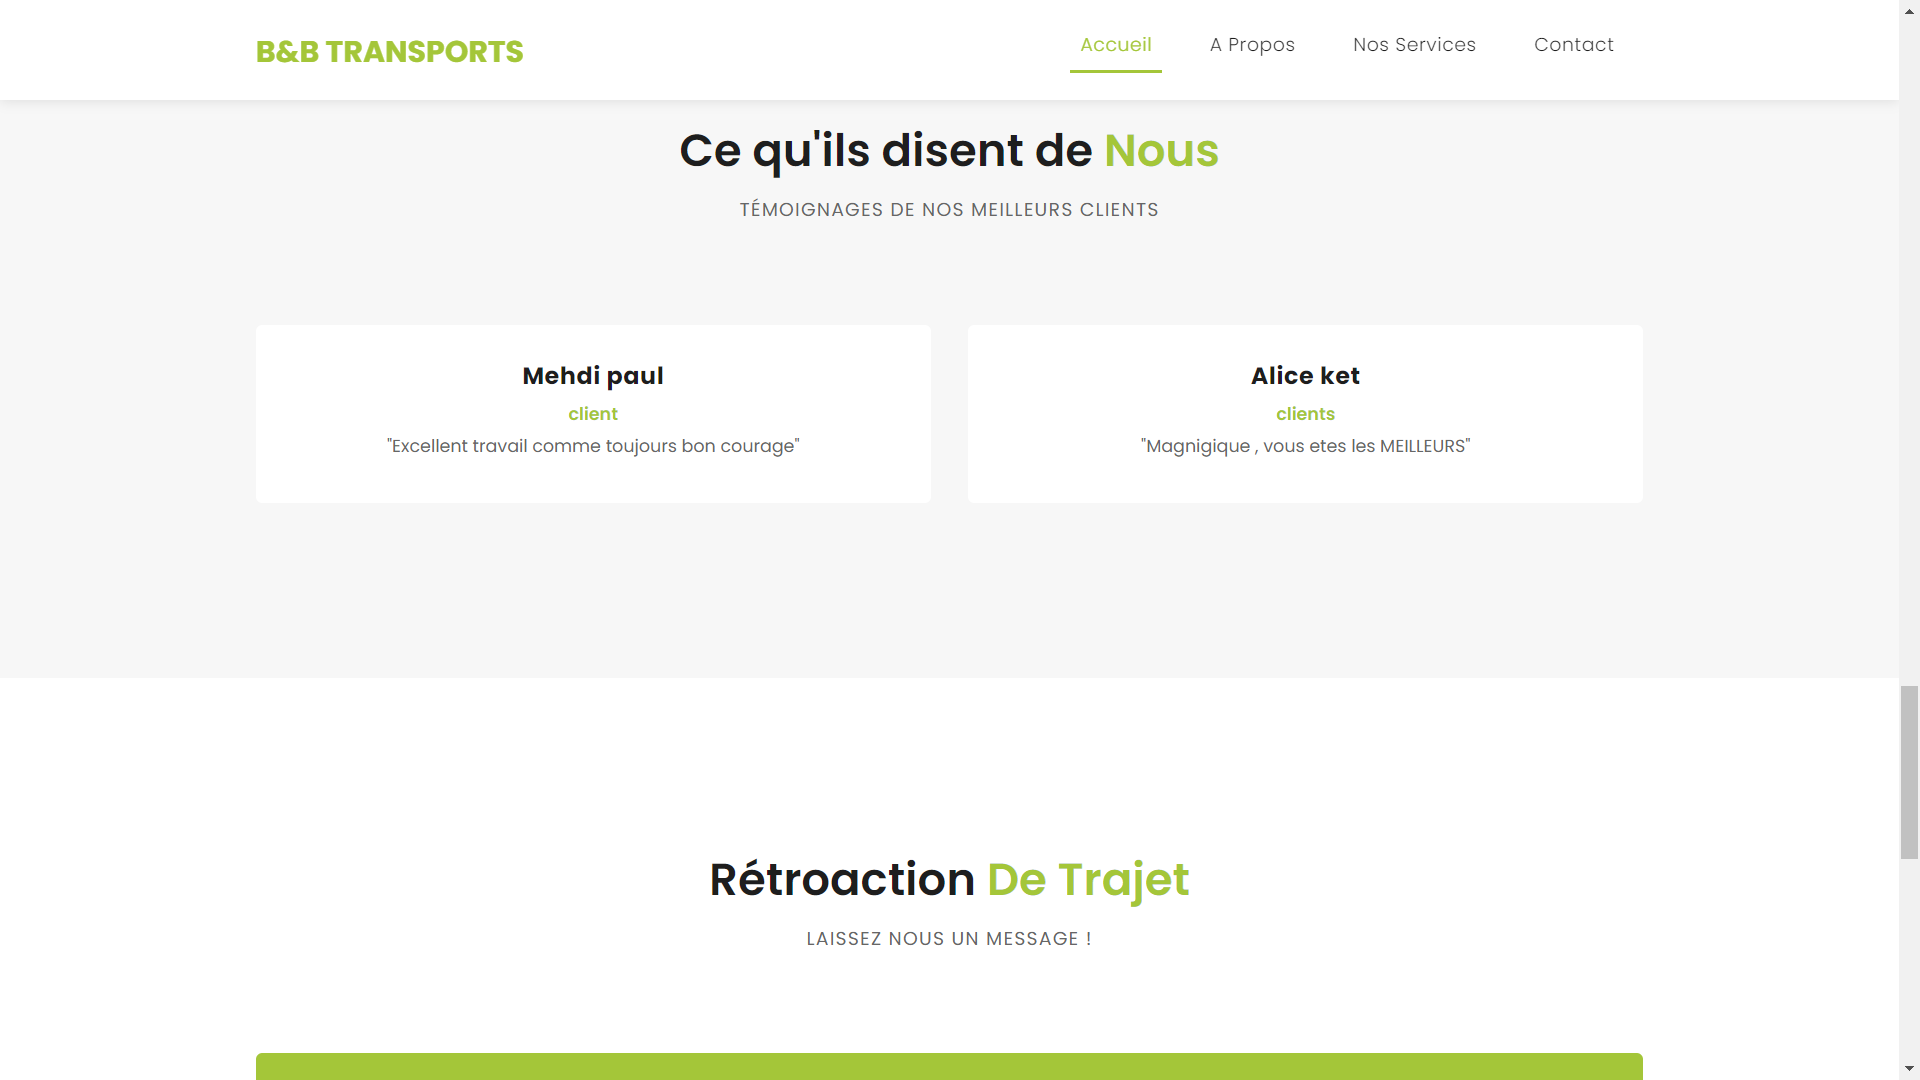 B&B TRANSPORTS
Accueil
A Propos
Nos Services
Contact
Ce qu'ils disent de Nous
TÉMOIGNAGES DE NOS MEILLEURS CLIENTS
Mehdi paul
client
"Excellent travail comme toujours bon courage"
Alice ket
clients
"Magnigique , vous etes les MEILLEURS"
Rétroaction De Trajet
LAISSEZ NOUS UN MESSAGE !